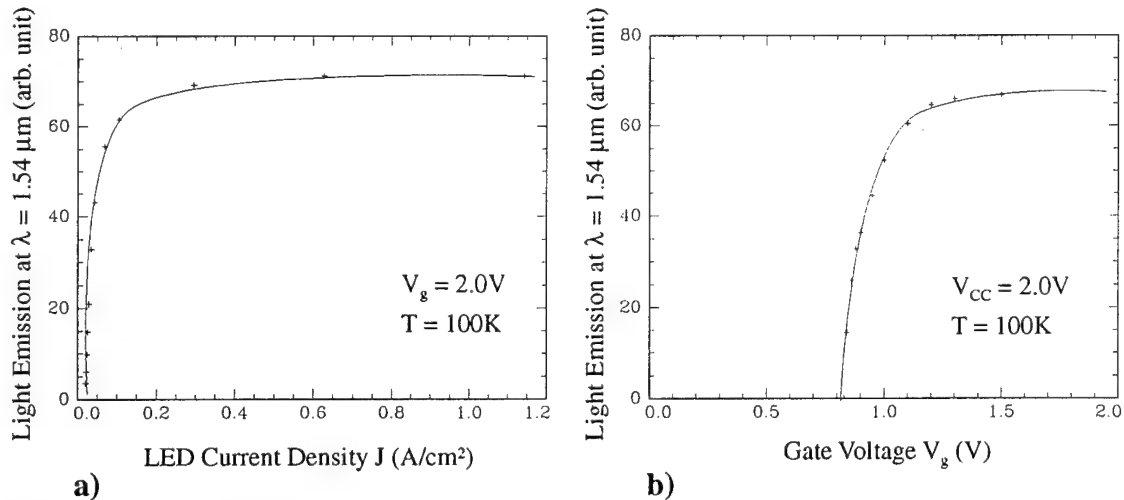 Light Emission at λ = 1.54 μm (arb. unit)
80
60
40
20
0
0.0 0.2 0.4 0.6 0.8 1.0 1.2
V_g = 2.0V
T = 100K
LED Current Density J (A/cm²)
a)
Light Emission at λ = 1.54 μm (arb. unit)
80
60
40
20
0
0.0 0.5 1.0 1.5 2.0
V_CC = 2.0V
T = 100K
Gate Voltage V_g (V)
b)